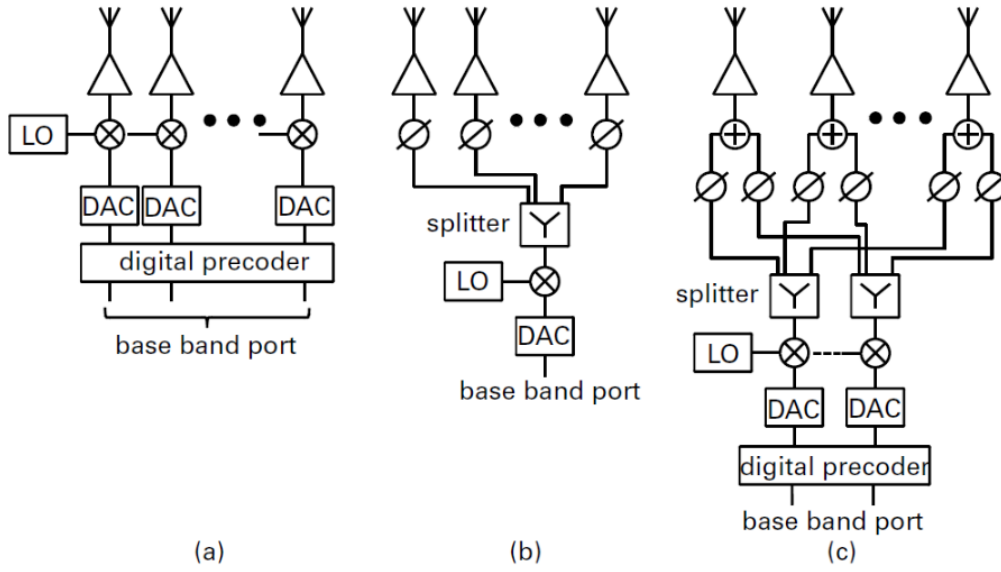 LO
DAC DAC DAC
digital precoder
base band port
(a)
splitter
LO
DAC
base band port
(b)
splitter
LO
DAC DAC
digital precoder
base band port
(c)